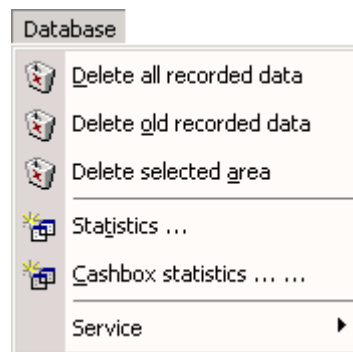 Database
Delete all recorded data
Delete old recorded data
Delete selected area
Statistics ...
Cashbox statistics ... ...
Service